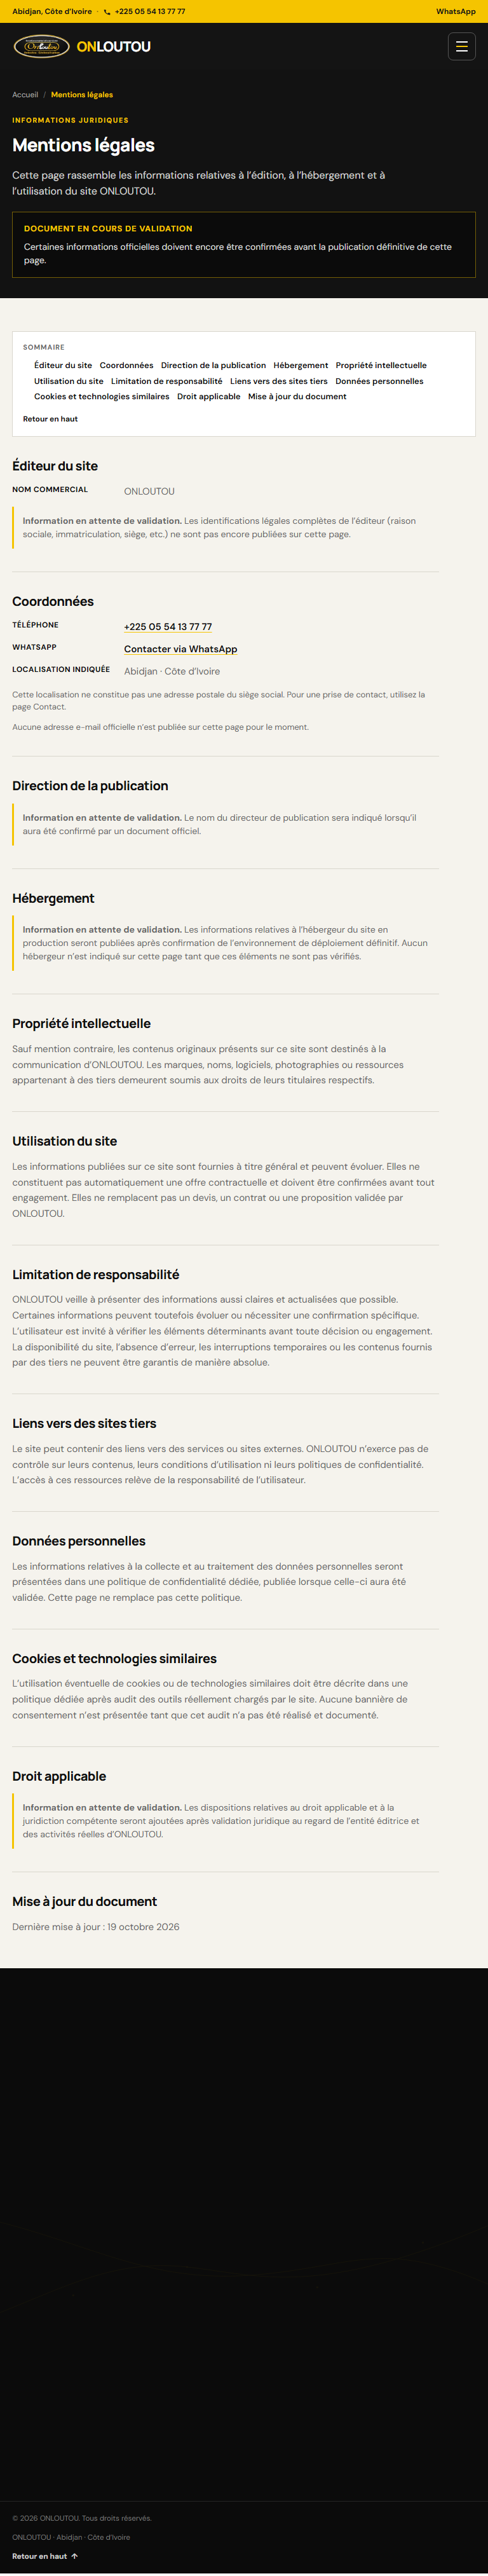 Abidjan, Côte d'Ivoire · +225 05 54 13 77 77 WhatsApp
ONLOUTOU
Accueil / Mentions légales
INFORMATIONS JURIDIQUES
Mentions légales
Cette page rassemble les informations relatives à l'édition, à l'hébergement et à
l'utilisation du site ONLOUTOU.
DOCUMENT EN COURS DE VALIDATION
Certaines informations officielles doivent encore être confirmées avant la publication définitive de cette
page.
SOMMAIRE
Éditeur du site Coordonnées Direction de la publication Hébergement Propriété intellectuelle
Utilisation du site Limitation de responsabilité Liens vers des sites tiers Données personnelles
Cookies et technologies similaires Droit applicable Mise à jour du document
Retour en haut
Éditeur du site
NOM COMMERCIAL ONLOUTOU
Information en attente de validation. Les identifications légales complètes de l'éditeur (raison
sociale, immatriculation, siège, etc.) ne sont pas encore publiées sur cette page.
Coordonnées
TÉLÉPHONE +225 05 54 13 77 77
WHATSAPP Contacter via WhatsApp
LOCALISATION INDIQUÉE Abidjan · Côte d'Ivoire
Cette localisation ne constitue pas une adresse postale du siège social. Pour une prise de contact, utilisez la
page Contact.
Aucune adresse e-mail officielle n'est publiée sur cette page pour le moment.
Direction de la publication
Information en attente de validation. Le nom du directeur de publication sera indiqué lorsqu'il
aura été confirmé par un document officiel.
Hébergement
Information en attente de validation. Les informations relatives à l'hébergeur du site en
production seront publiées après confirmation de l'environnement de déploiement définitif. Aucun
hébergeur n'est indiqué sur cette page tant que ces éléments ne sont pas vérifiés.
Propriété intellectuelle
Sauf mention contraire, les contenus originaux présents sur ce site sont destinés à la
communication d'ONLOUTOU. Les marques, noms, logiciels, photographies ou ressources
appartenant à des tiers demeurent soumis aux droits de leurs titulaires respectifs.
Utilisation du site
Les informations publiées sur ce site sont fournies à titre général et peuvent évoluer. Elles ne
constituent pas automatiquement une offre contractuelle et doivent être confirmées avant tout
engagement. Elles ne remplacent pas un devis, un contrat ou une proposition validée par
ONLOUTOU.
Limitation de responsabilité
ONLOUTOU veille à présenter des informations aussi claires et actualisées que possible.
Certaines informations peuvent toutefois évoluer ou nécessiter une confirmation spécifique.
L'utilisateur est invité à vérifier les éléments déterminants avant toute décision ou engagement.
La disponibilité du site, l'absence d'erreur, les interruptions temporaires ou les contenus fournis
par des tiers ne peuvent être garantis de manière absolue.
Liens vers des sites tiers
Le site peut contenir des liens vers des services ou sites externes. ONLOUTOU n'exerce pas de
contrôle sur leurs contenus, leurs conditions d'utilisation ni leurs politiques de confidentialité.
L'accès à ces ressources relève de la responsabilité de l'utilisateur.
Données personnelles
Les informations relatives à la collecte et au traitement des données personnelles seront
présentées dans une politique de confidentialité dédiée, publiée lorsque celle-ci aura été
validée. Cette page ne remplace pas cette politique.
Cookies et technologies similaires
L'utilisation éventuelle de cookies ou de technologies similaires doit être décrite dans une
politique dédiée après audit des outils réellement chargés par le site. Aucune bannière de
consentement n'est présentée tant que cet audit n'a pas été réalisé et documenté.
Droit applicable
Information en attente de validation. Les dispositions relatives au droit applicable et à la
juridiction compétente seront ajoutées après validation juridique au regard de l'entité éditrice et
des activités réelles d'ONLOUTOU.
Mise à jour du document
Dernière mise à jour : 19 octobre 2026
© 2026 ONLOUTOU. Tous droits réservés.
ONLOUTOU · Abidjan · Côte d'Ivoire
Retour en haut ↑